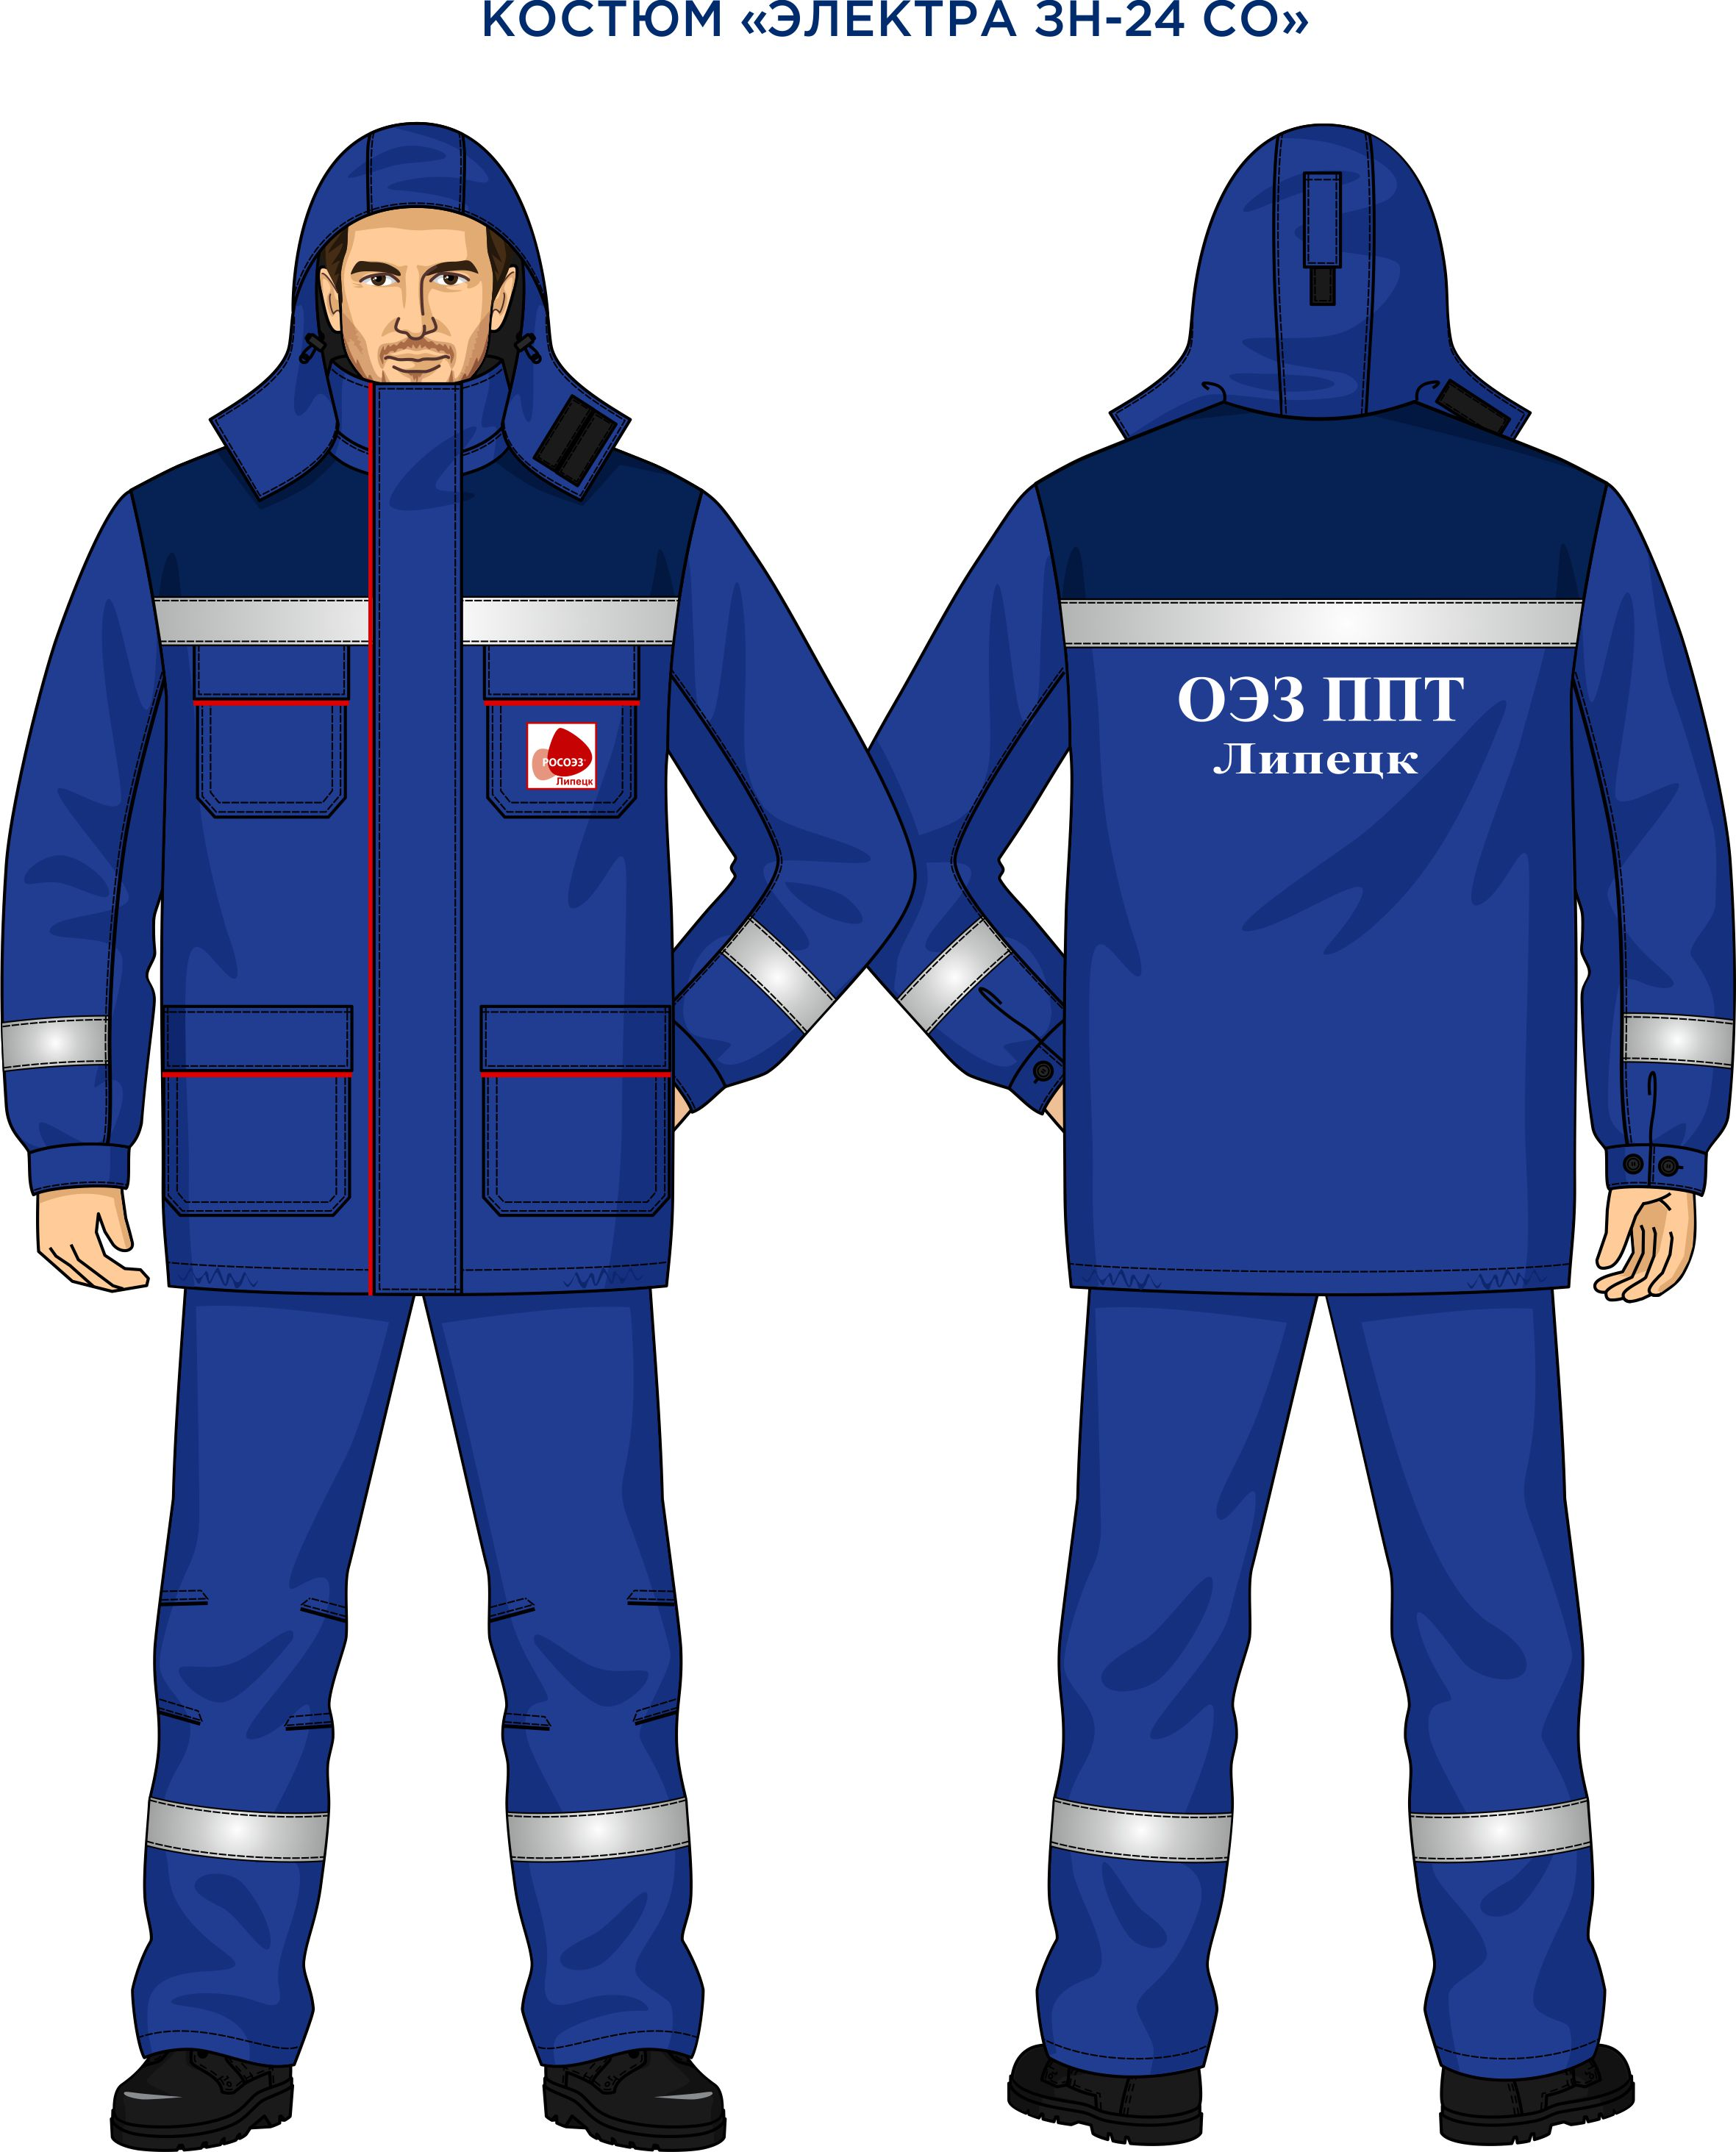 КОСТЮМ «ЭЛЕКТРА ЗН-24 СО»
РОСОЭЗ
Липецк
ОЭЗ ППТ
Липецк